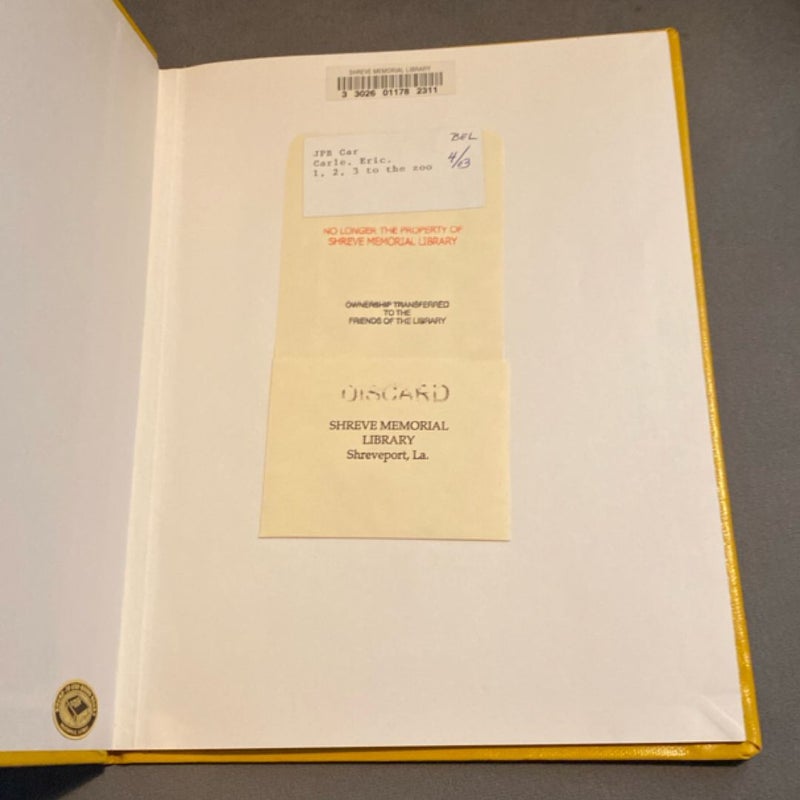 SHREVE MEMORIAL LIBRARY
3 3026 01178 2311
BEL
4/03
JPB Car
Carle, Eric.
1, 2, 3 to the zoo
NO LONGER THE PROPERTY OF
SHREVE MEMORIAL LIBRARY
OWNERSHIP TRANSFERRED
TO THE
FRIENDS OF THE LIBRARY
DISCARD
SHREVE MEMORIAL
LIBRARY
Shreveport, La.